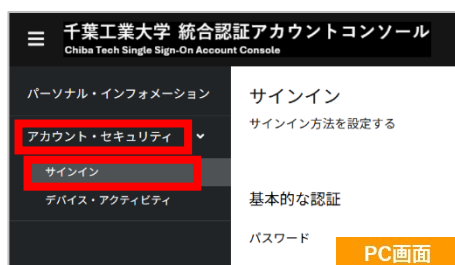 千葉工業大学 統合認証アカウントコンソール
Chiba Tech Single Sign-On Account Console
パーソナル・インフォメーション
アカウント・セキュリティ
サインイン
デバイス・アクティビティ
サインイン
サインイン方法を設定する
基本的な認証
パスワード
PC画面